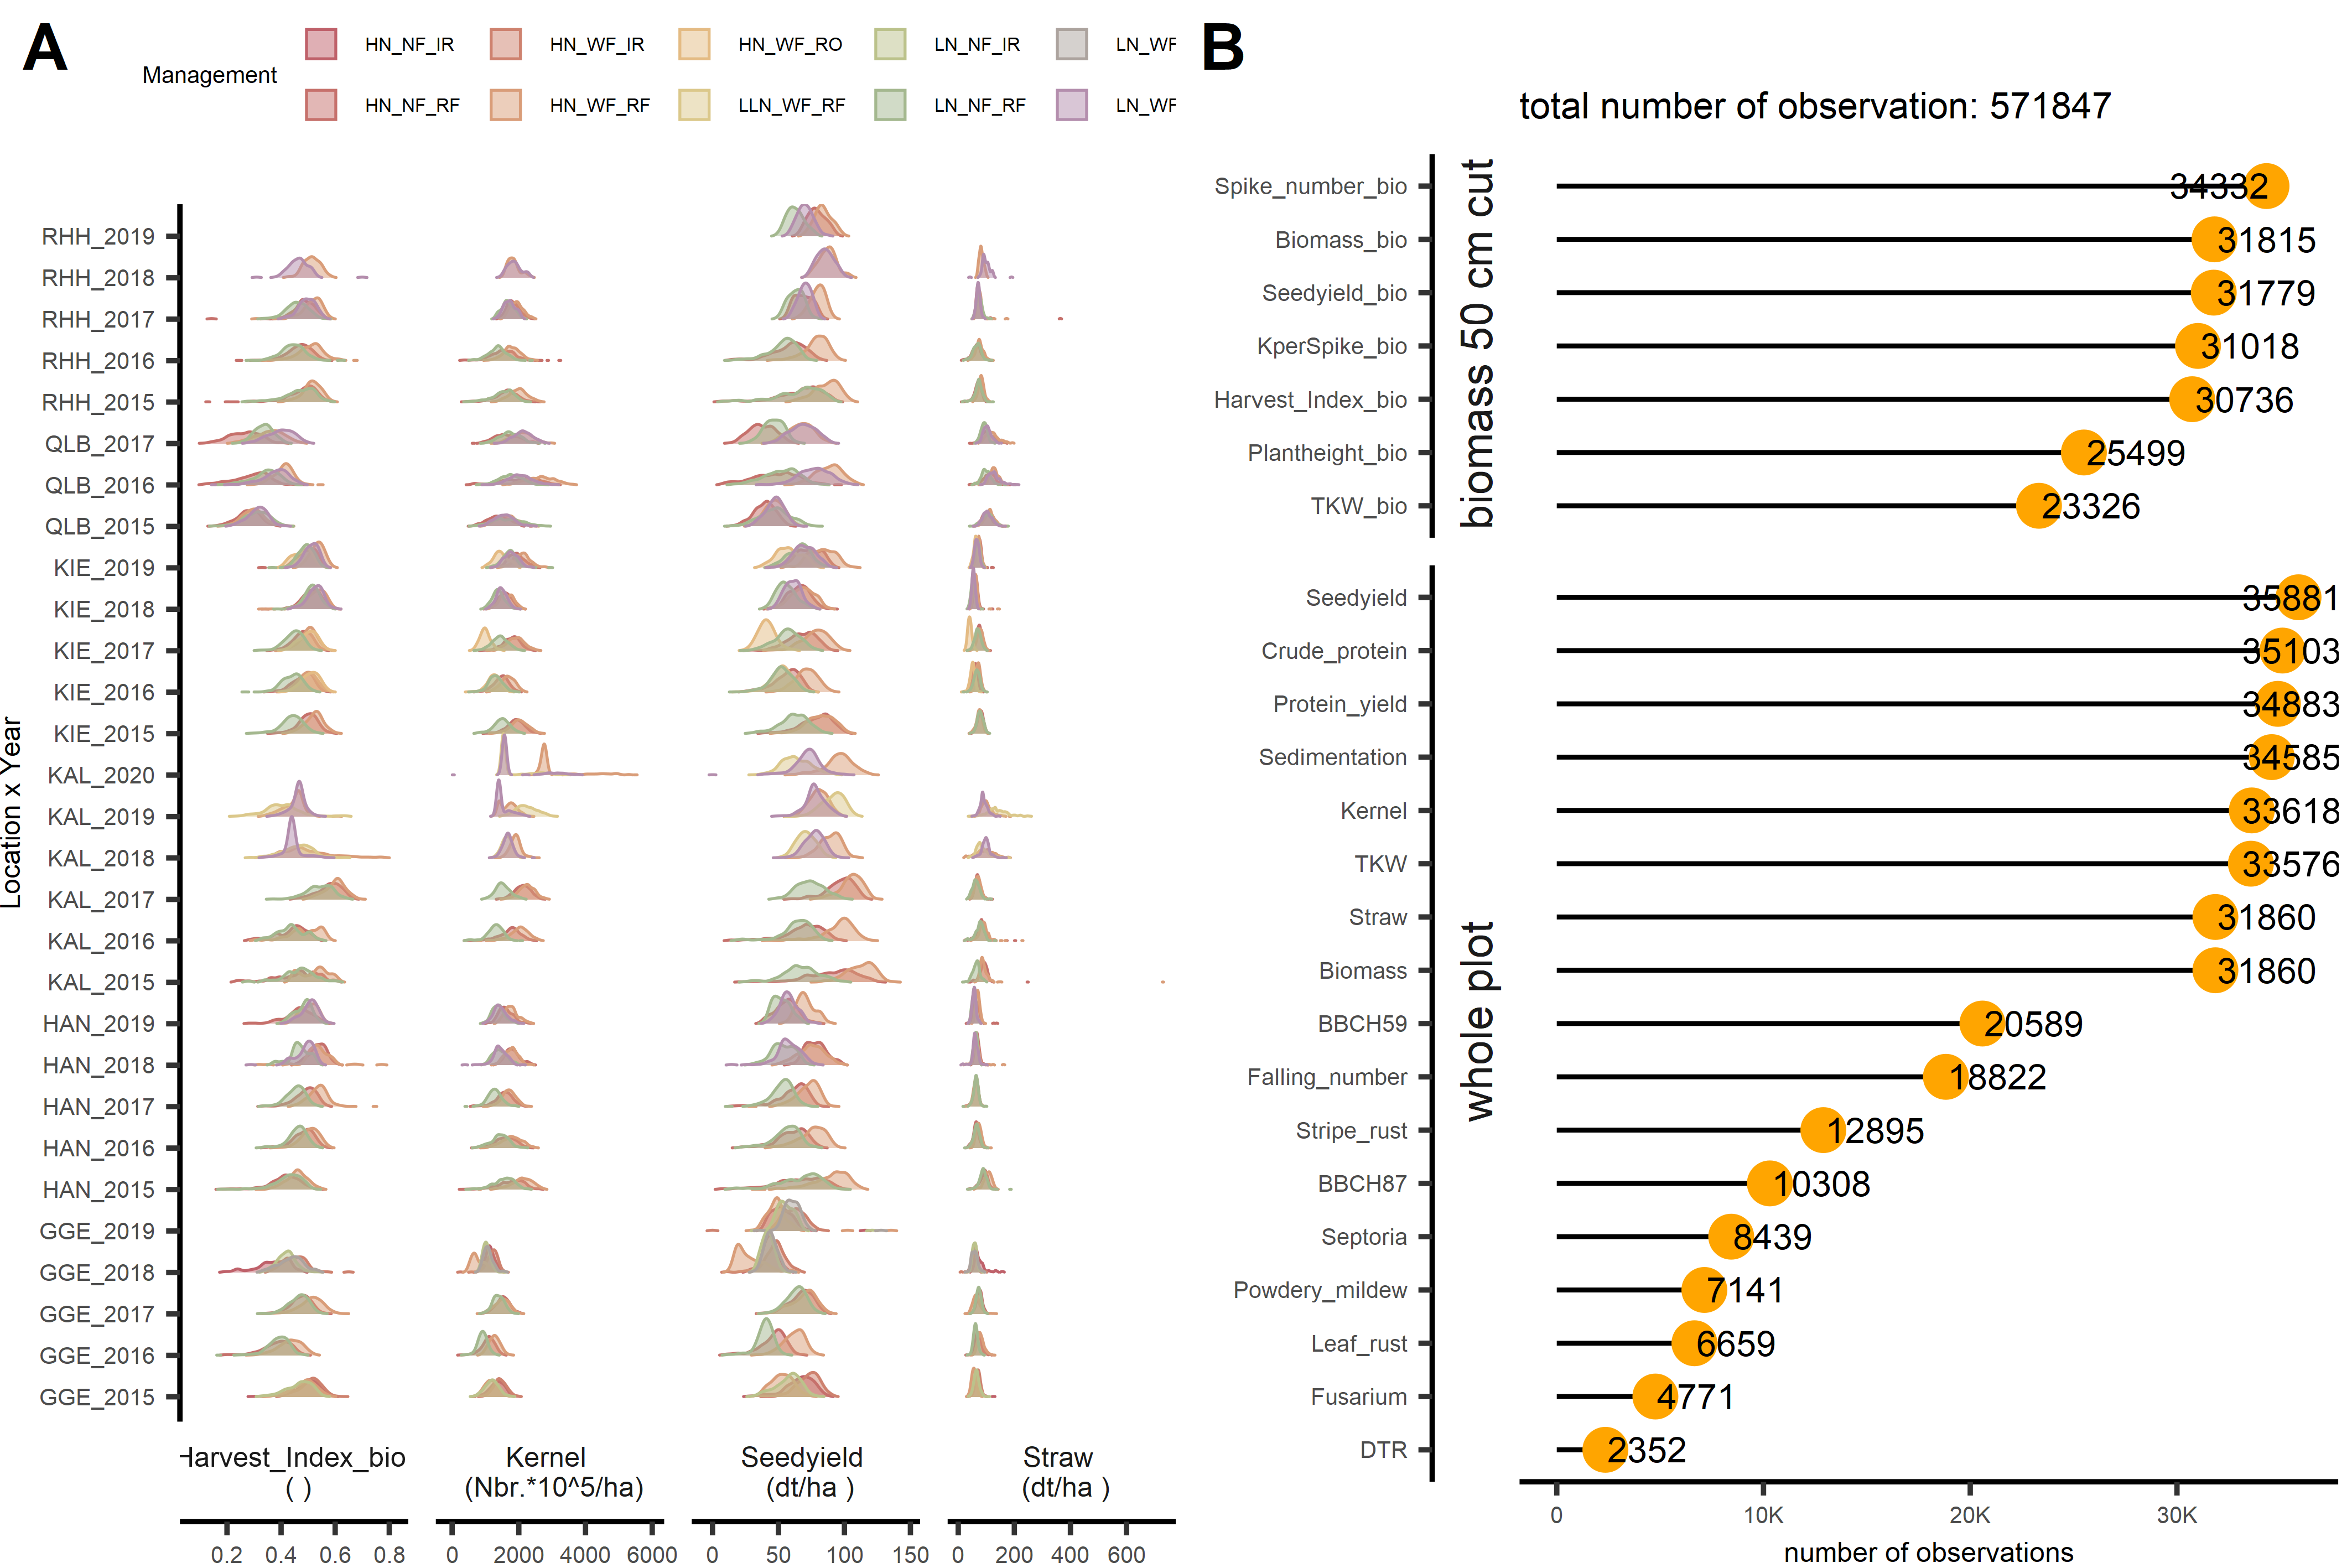 A
Management
HN_NF_IR
HN_WF_IR
HN_WF_RO
LN_NF_IR
LN_WF
HN_NF_RF
HN_WF_RF
LLN_WF_RF
LN_NF_RF
LN_WF
Location x Year
RHH_2019
RHH_2018
RHH_2017
RHH_2016
RHH_2015
QLB_2017
QLB_2016
QLB_2015
KIE_2019
KIE_2018
KIE_2017
KIE_2016
KIE_2015
KAL_2020
KAL_2019
KAL_2018
KAL_2017
KAL_2016
KAL_2015
HAN_2019
HAN_2018
HAN_2017
HAN_2016
HAN_2015
GGE_2019
GGE_2018
GGE_2017
GGE_2016
GGE_2015
Harvest_Index_bio
( )
Kernel
(Nbr.*10^5/ha)
Seedyield
(dt/ha )
Straw
(dt/ha )
0.2 0.4 0.6 0.8
0 2000 4000 6000
0 50 100 150
0 200 400 600
B
total number of observation: 571847
biomass 50 cm cut
Spike_number_bio 34332
Biomass_bio 31815
Seedyield_bio 31779
KperSpike_bio 31018
Harvest_Index_bio 30736
Plantheight_bio 25499
TKW_bio 23326
whole plot
Seedyield 35881
Crude_protein 35103
Protein_yield 34883
Sedimentation 34585
Kernel 33618
TKW 33576
Straw 31860
Biomass 31860
BBCH59 20589
Falling_number 18822
Stripe_rust 12895
BBCH87 10308
Septoria 8439
Powdery_mildew 7141
Leaf_rust 6659
Fusarium 4771
DTR 2352
0 10K 20K 30K
number of observations